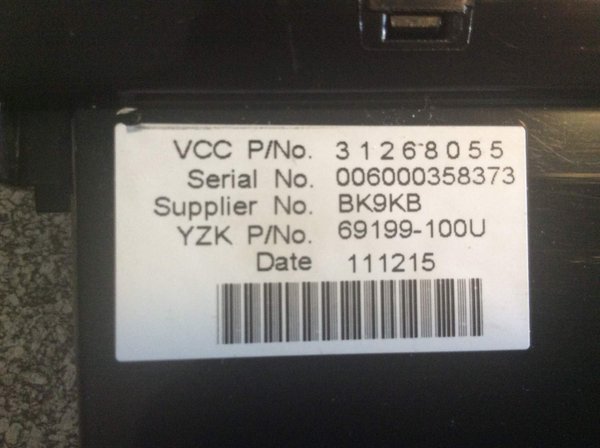 VCC P/No. 31268055
Serial No. 006000358373
Supplier No. BK9KB
YZK P/No. 69199-100U
Date 111215